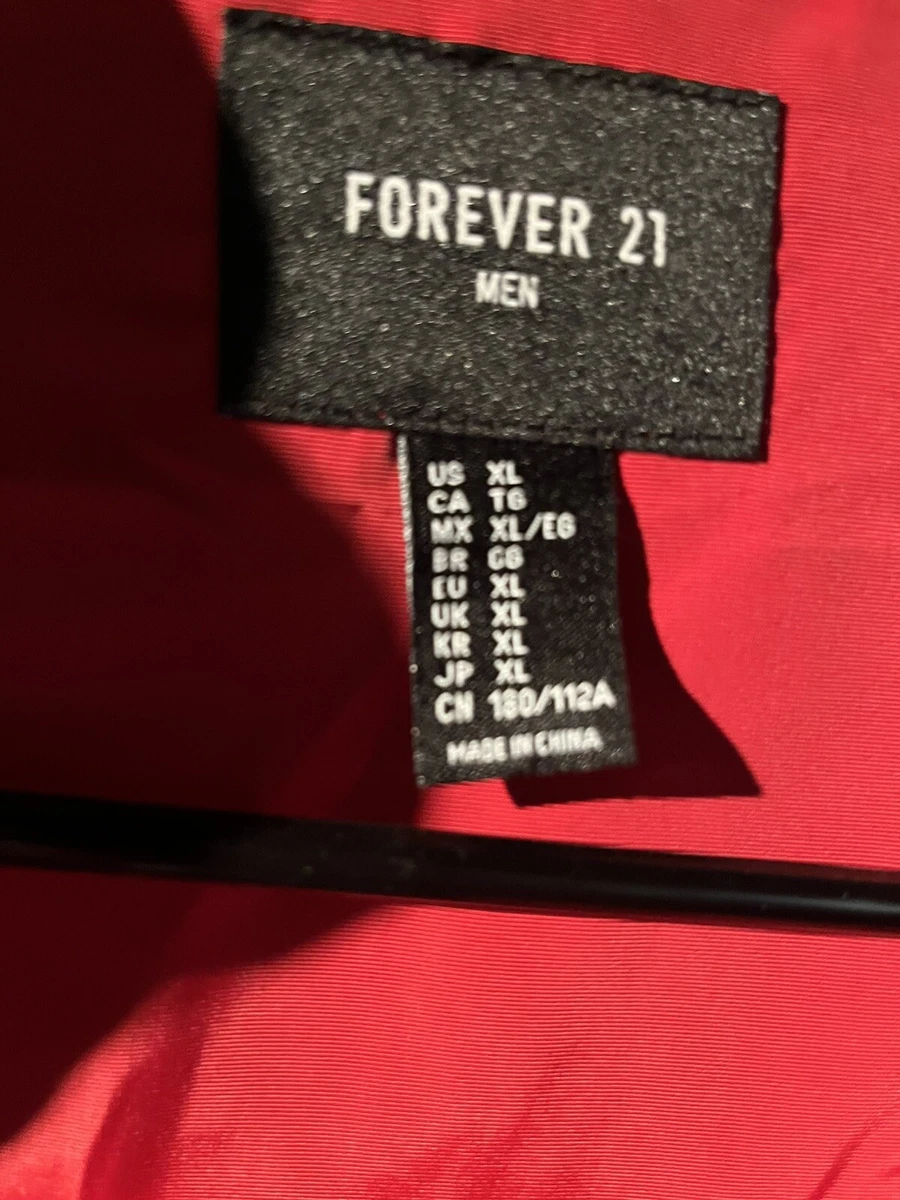 FOREVER 21
MEN
US XL
CA TG
MX XL/EG
BR GG
EU XL
UK XL
KR XL
JP XL
CN 180/112A
MADE IN CHINA